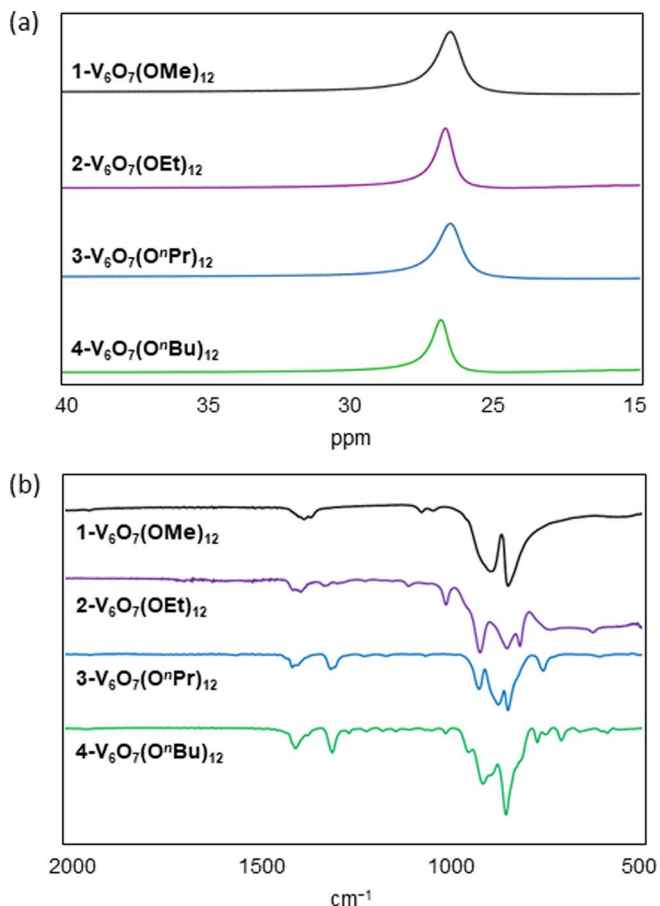 (a)
1-V₆O₇(OMe)₁₂
2-V₆O₇(OEt)₁₂
3-V₆O₇(OⁿPr)₁₂
4-V₆O₇(OⁿBu)₁₂
40 35 30 25 15
ppm
(b)
1-V₆O₇(OMe)₁₂
2-V₆O₇(OEt)₁₂
3-V₆O₇(OⁿPr)₁₂
4-V₆O₇(OⁿBu)₁₂
2000 1500 1000 500
cm⁻¹